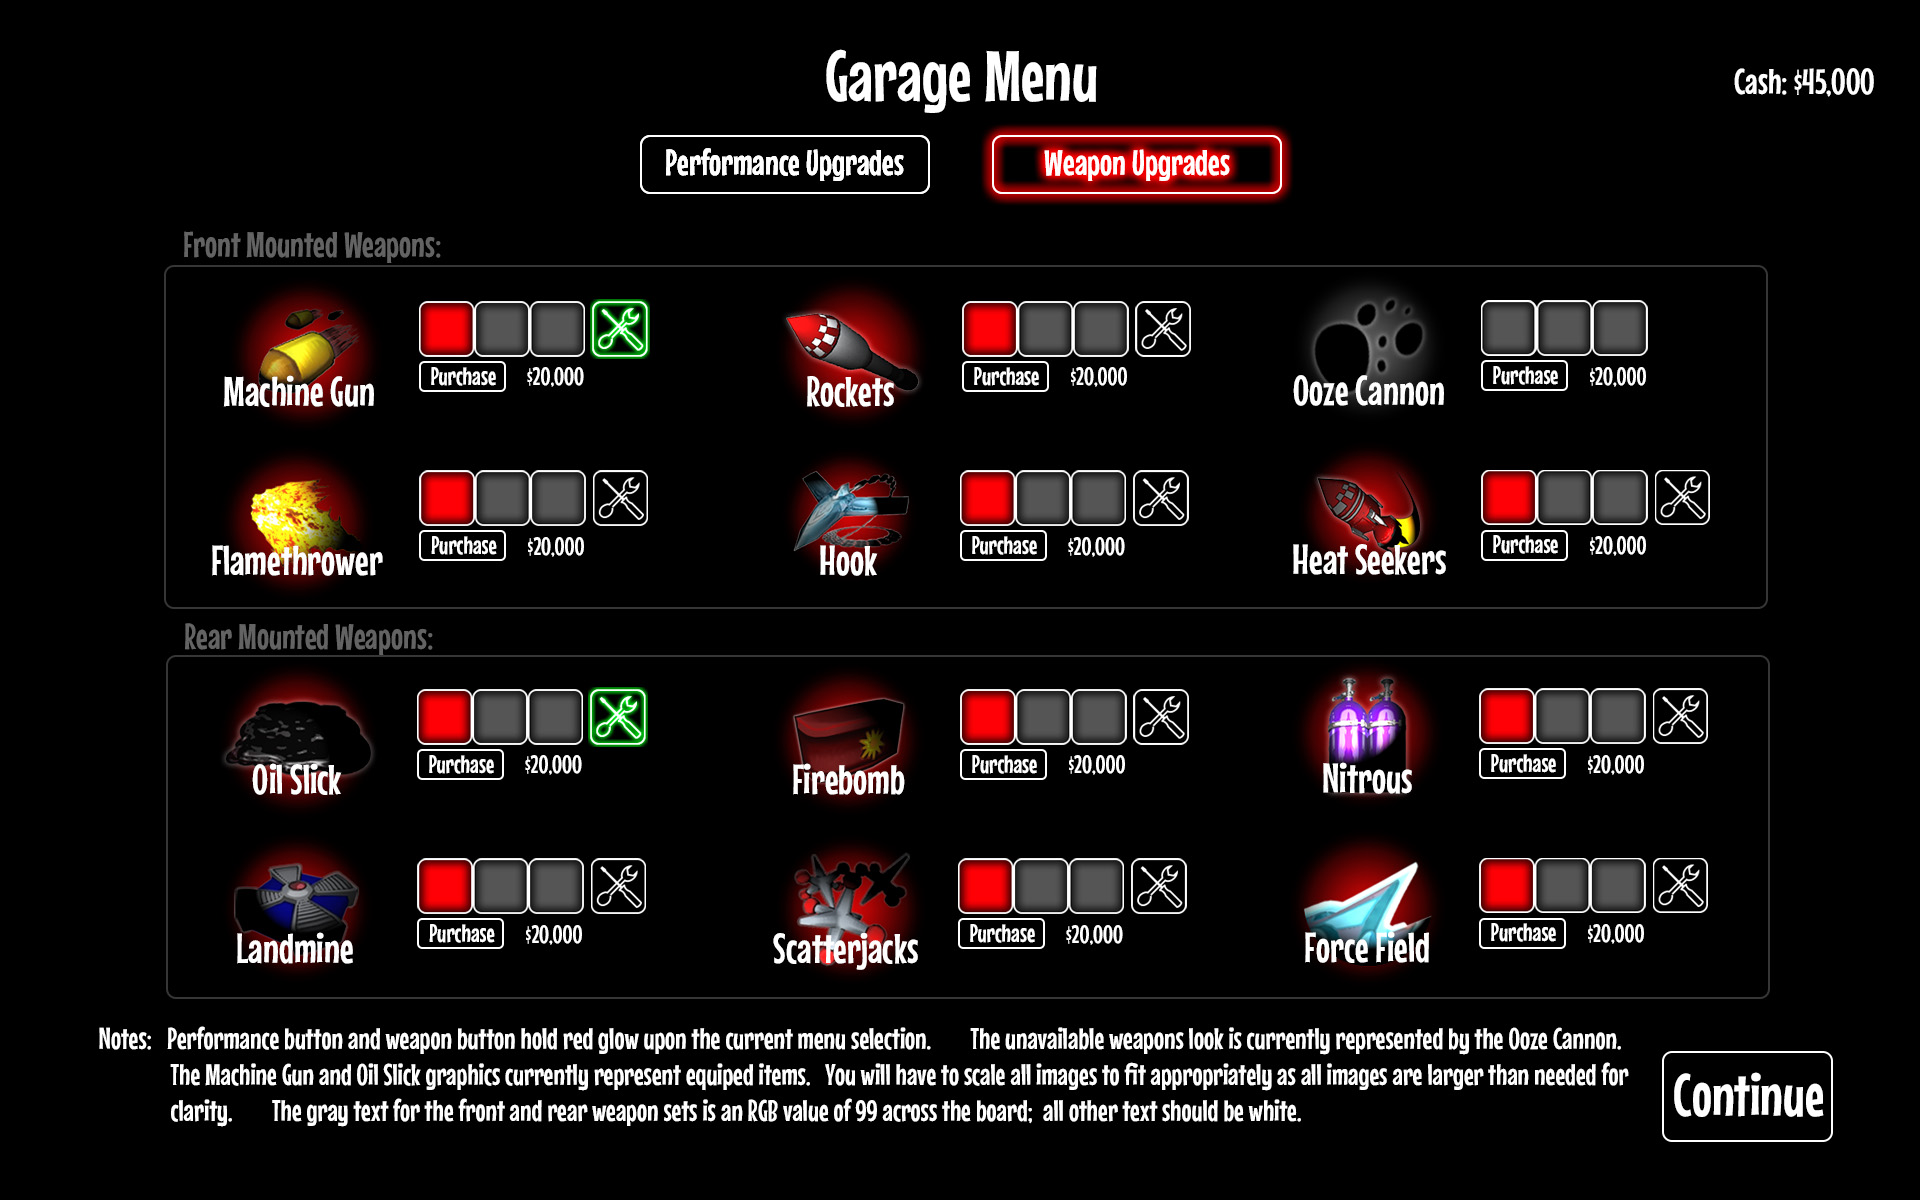 Garage Menu
Cash: $45,000
Performance Upgrades
Weapon Upgrades
Front Mounted Weapons:
Machine Gun
Purchase $20,000
Rockets
Purchase $20,000
Ooze Cannon
Purchase $20,000
Flamethrower
Purchase $20,000
Hook
Purchase $20,000
Heat Seekers
Purchase $20,000
Rear Mounted Weapons:
Oil Slick
Purchase $20,000
Firebomb
Purchase $20,000
Nitrous
Purchase $20,000
Landmine
Purchase $20,000
Scatterjacks
Purchase $20,000
Force Field
Purchase $20,000
Notes: Performance button and weapon button hold red glow upon the current menu selection. The unavailable weapons look is currently represented by the Ooze Cannon.
The Machine Gun and Oil Slick graphics currently represent equiped items. You will have to scale all images to fit appropriately as all images are larger than needed for
clarity. The gray text for the front and rear weapon sets is an RGB value of 99 across the board; all other text should be white.
Continue